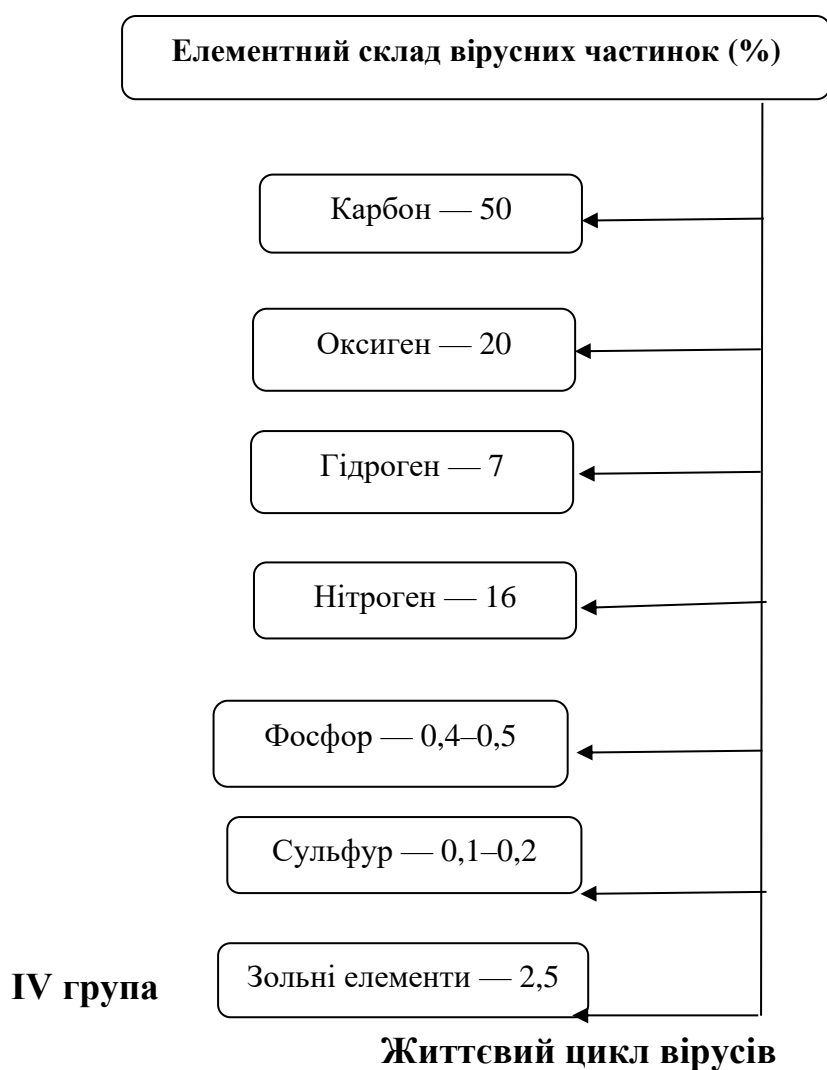 Елементний склад вірусних частинок (%)
Карбон — 50
Оксиген — 20
Гідроген — 7
Нітроген — 16
Фосфор — 0,4–0,5
Сульфур — 0,1–0,2
Зольні елементи — 2,5
IV група
Життєвий цикл вірусів